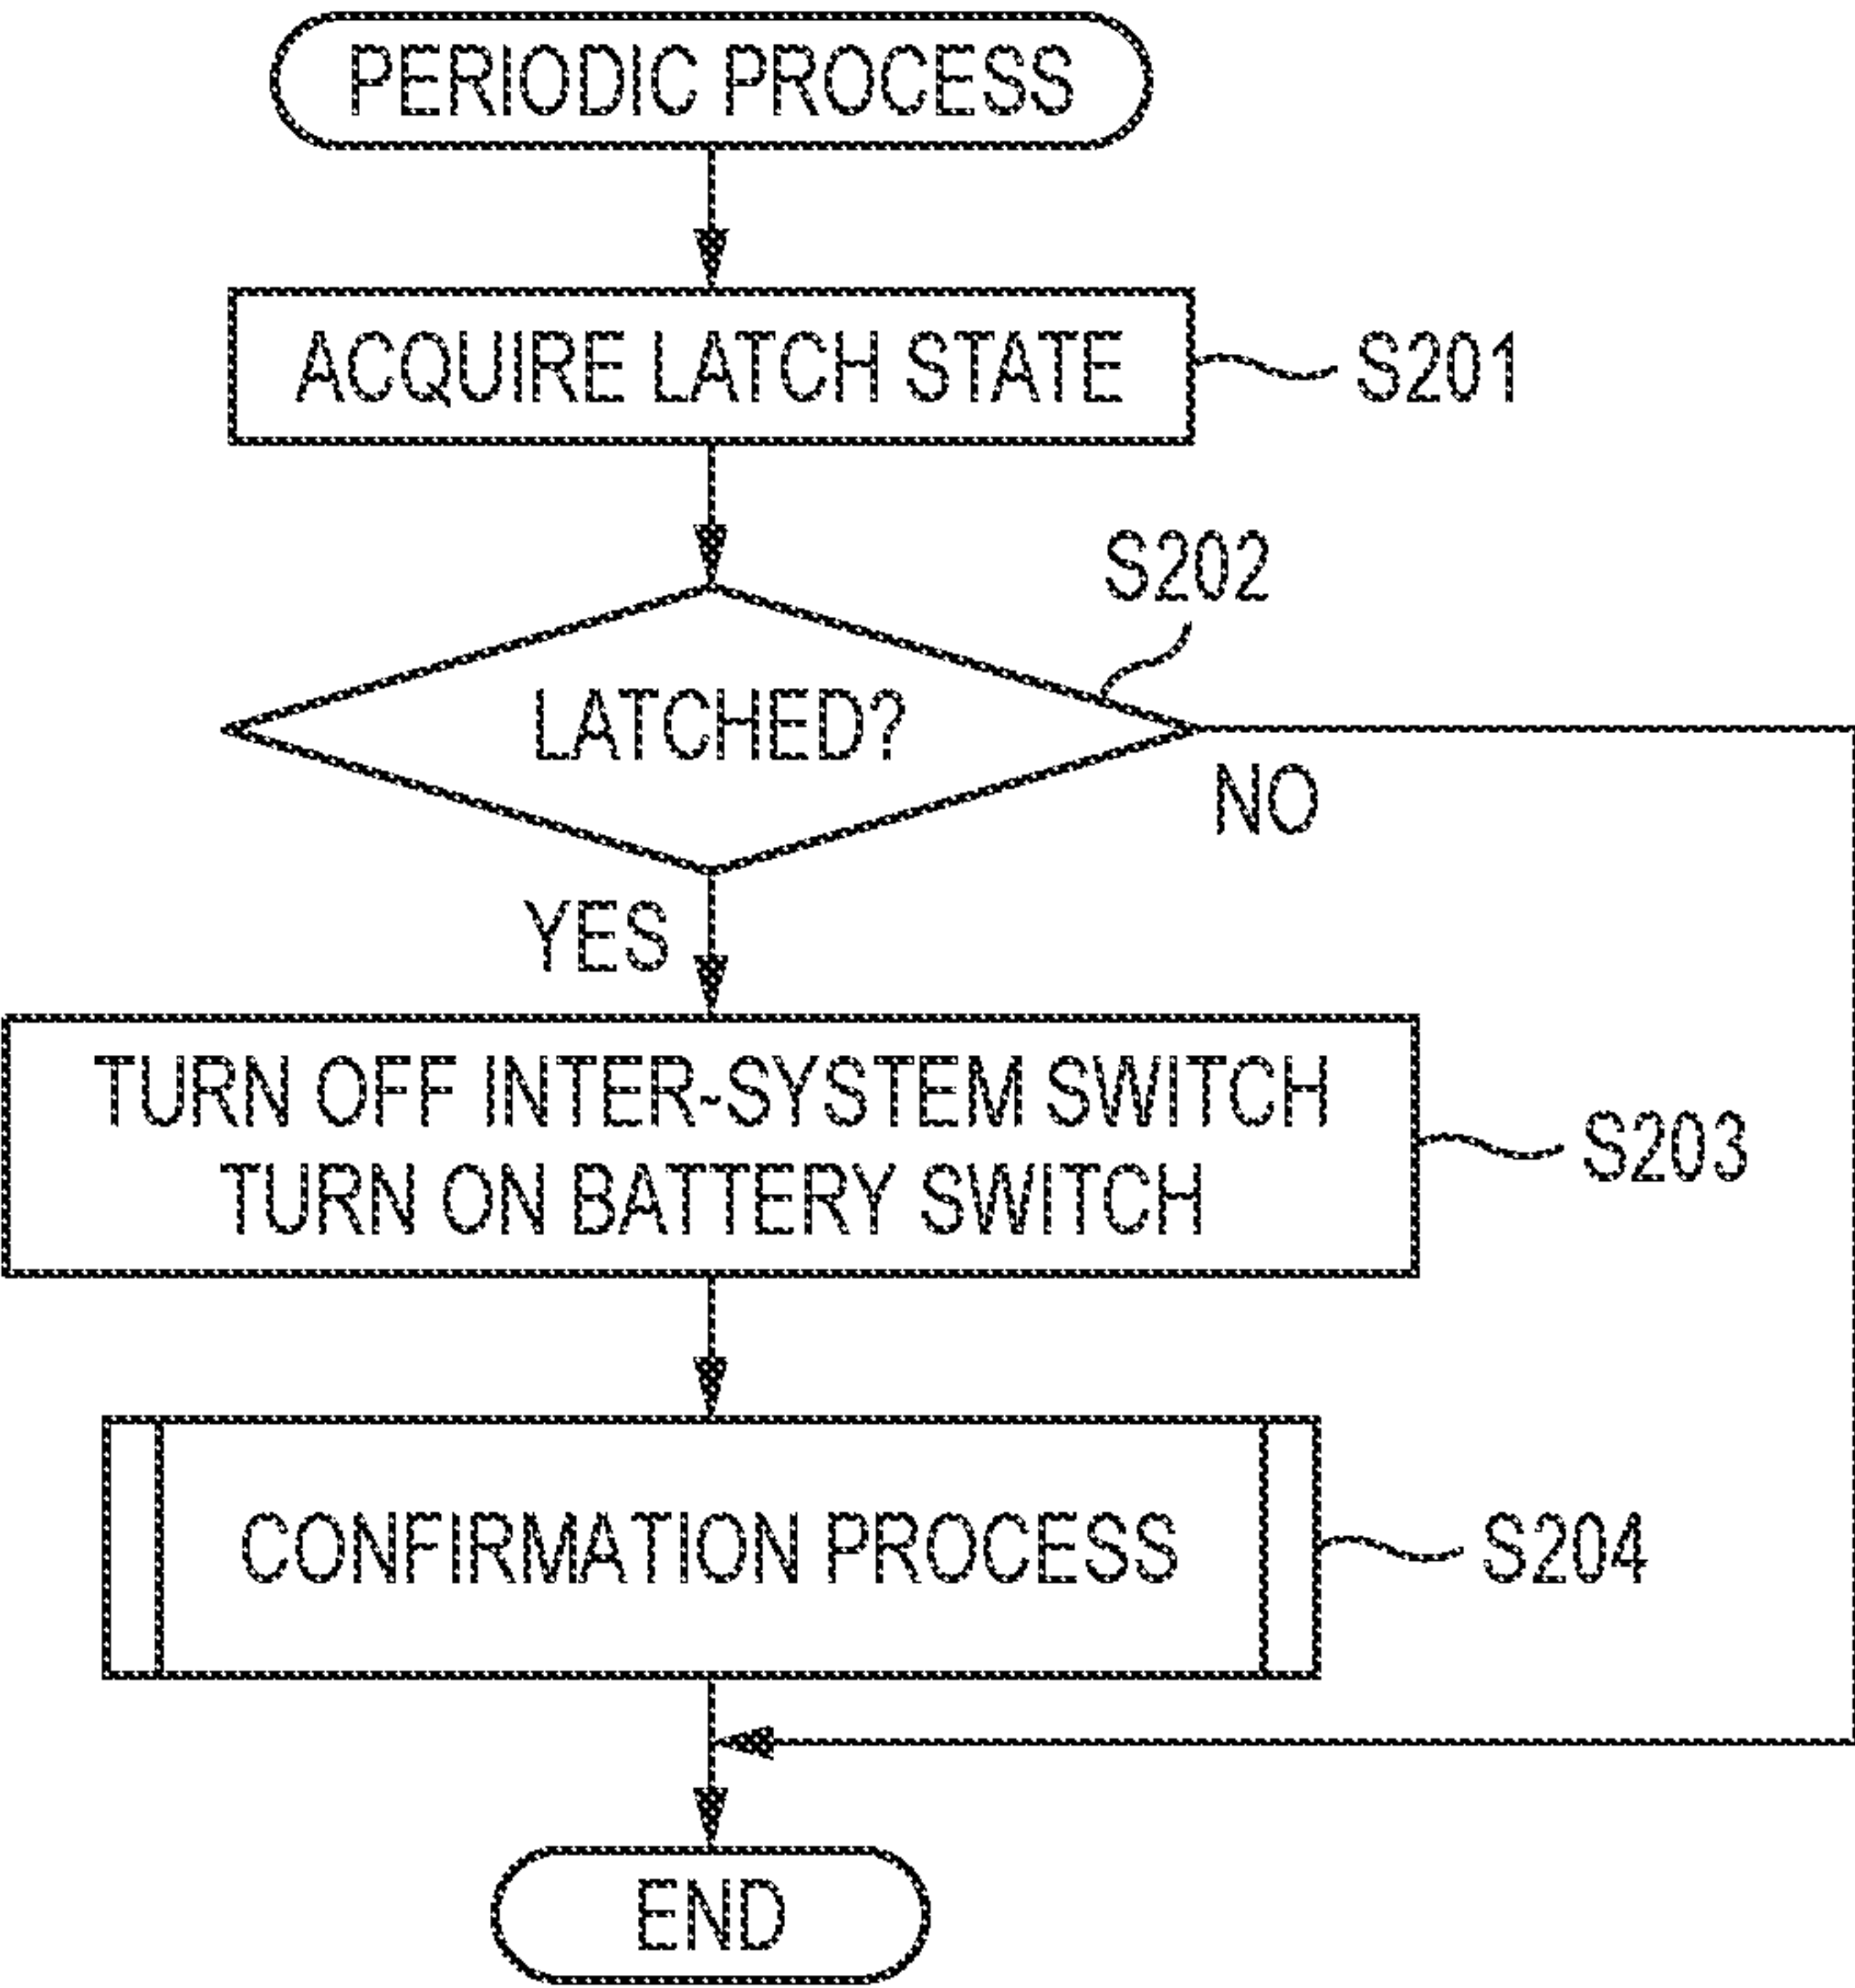 PERIODIC PROCESS
ACQUIRE LATCH STATE
S201
S202
LATCHED?
NO
YES
TURN OFF INTER-SYSTEM SWITCH
TURN ON BATTERY SWITCH
S203
CONFIRMATION PROCESS
S204
END